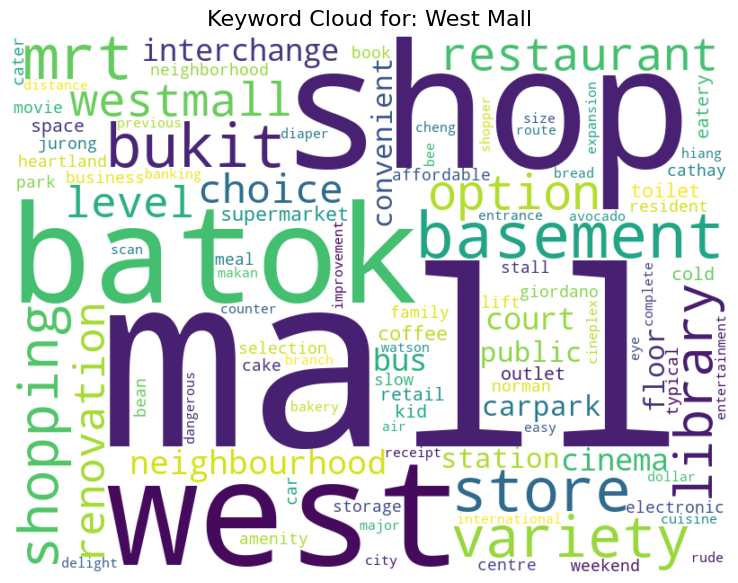 Keyword Cloud for: West Mall
cater
mrt
interchange
shop
book
restaurant
distance
neighborhood
movie
westmall
convenient
eatery
space
previous
bukit
diaper
cheng
shopper
size
route
expansion
jurong
heartland
business
banking
choice
affordable
bee
bread
hiang
cathay
park
level
supermarket
option
toilet
resident
batok
entrance
avocado
basement
scan
meal
makan
improvement
mall
stall
cold
shopping
renovation
counter
family
lift
giordano
court
cineplex
complete
floor
library
selection
coffee
watson
public
eye
typical
entertainment
cake
branch
bus
outlet
bean
dangerous
slow
retail
norman
bakery
kid
carpark
air
easy
neighbourhood
receipt
station
cinema
west
car
storage
store
dollar
electronic
amenity
major
international
variety
cuisine
delight
city
centre
weekend
rude